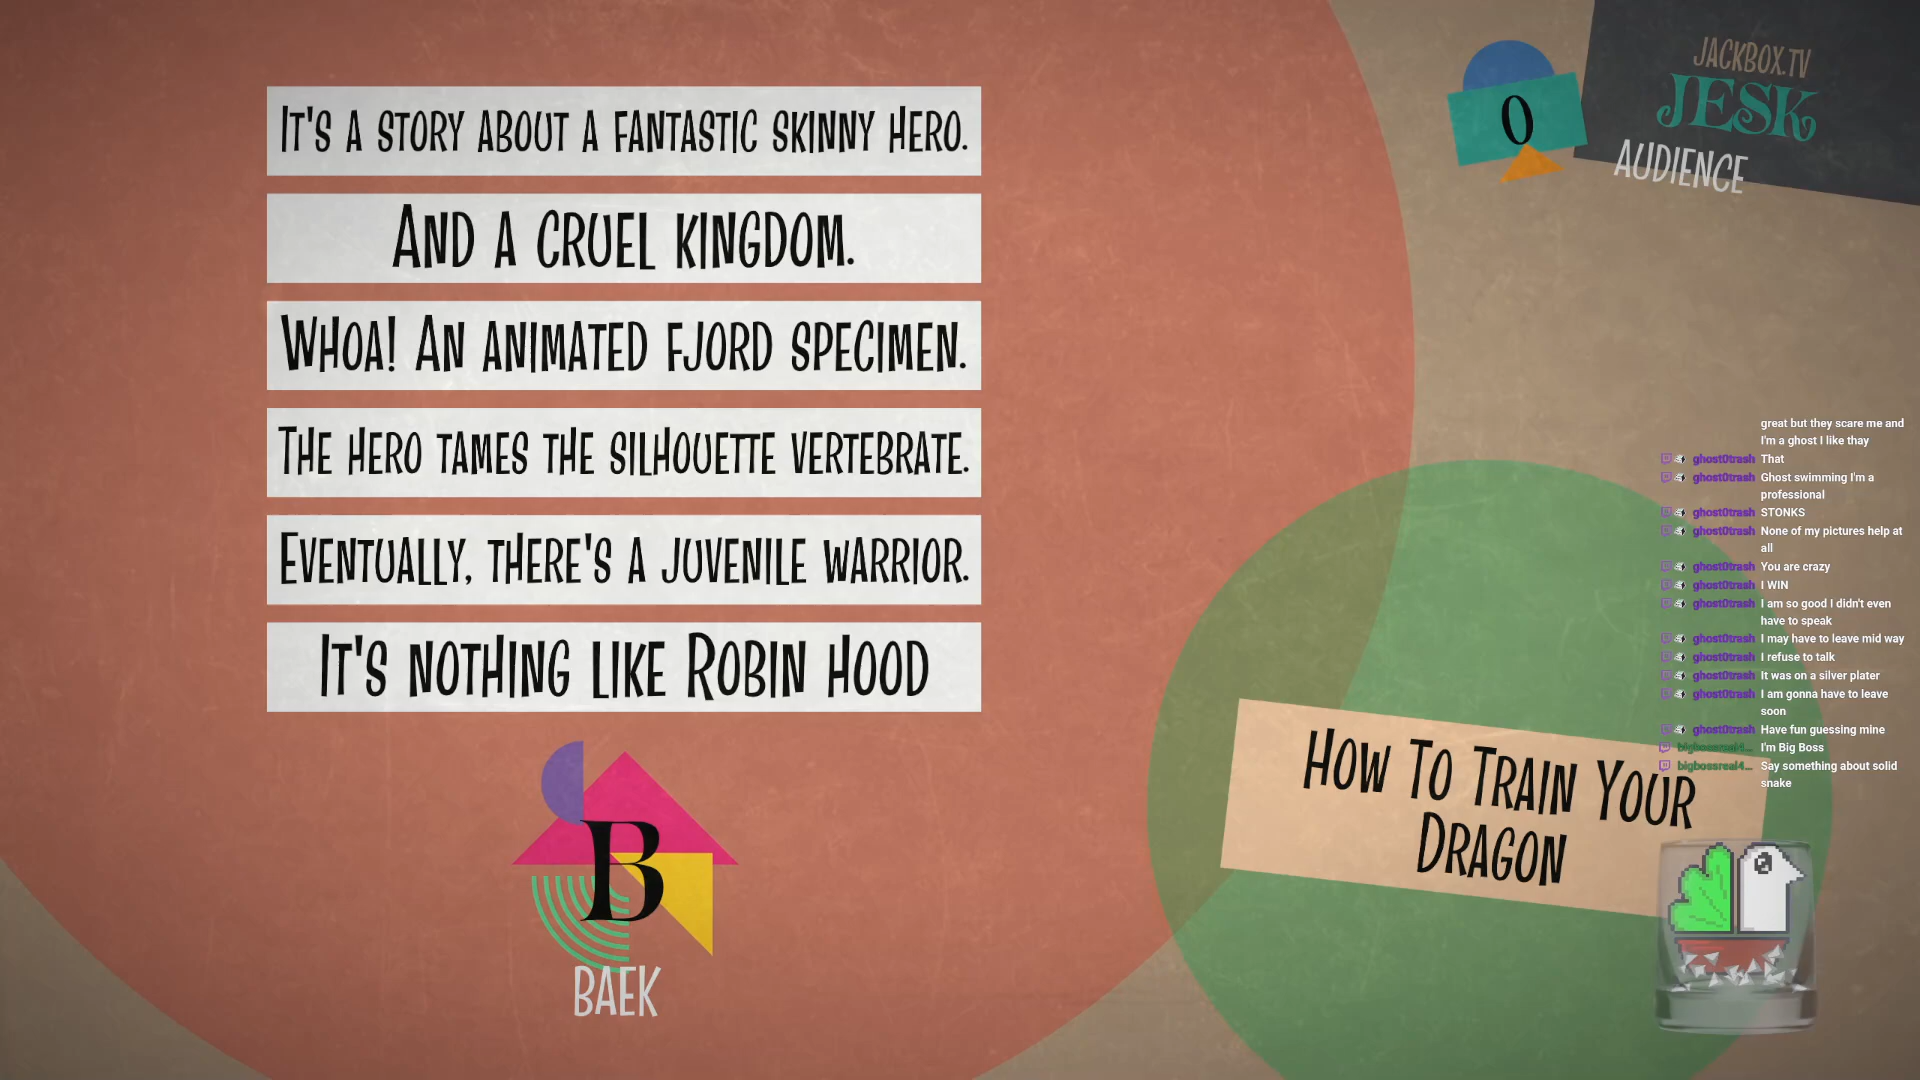 It's a story about a fantastic skinny hero.
And a cruel kingdom.
Whoa! An animated fjord specimen.
The hero tames the silhouette vertebrate.
Eventually, there's a juvenile warrior.
It's nothing like Robin hood
B
BAEK
0
JACKBOX.TV
JESK
AUDIENCE
great but they scare me and
I'm a ghost I like thay
ghost0trash That
ghost0trash Ghost swimming I'm a
professional
ghost0trash STONKS
ghost0trash None of my pictures help at
all
ghost0trash You are crazy
ghost0trash I WIN
ghost0trash I am so good I didn't even
have to speak
ghost0trash I may have to leave mid way
ghost0trash I refuse to talk
ghost0trash It was on a silver plater
ghost0trash I am gonna have to leave
soon
ghost0trash Have fun guessing mine
bigbossreal4... I'm Big Boss
bigbossreal4... Say something about solid
snake
How To Train Your
Dragon